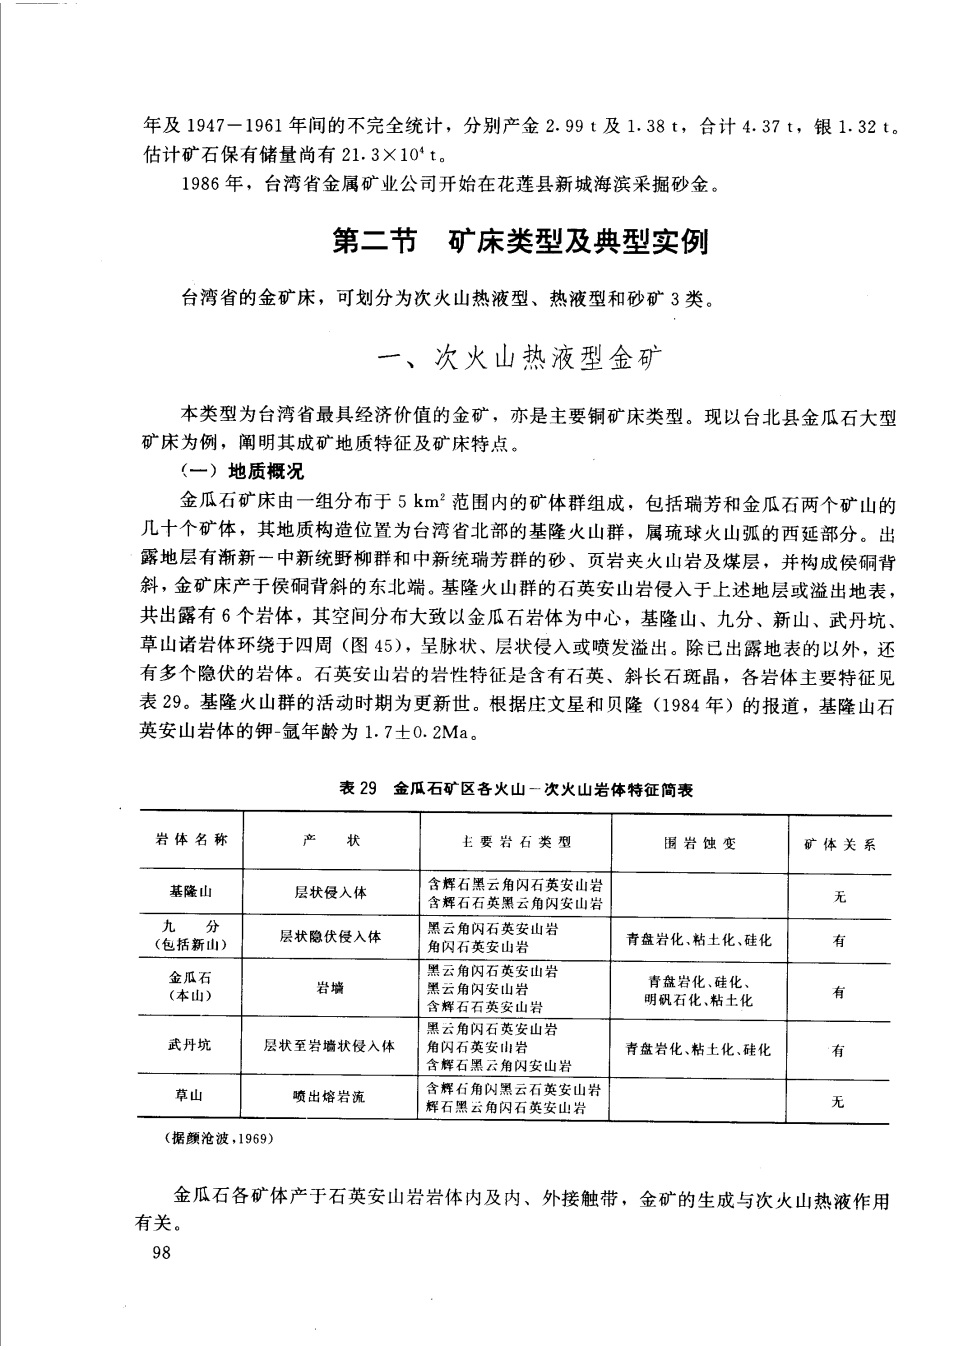 年及 1947－1961 年间的不完全统计，分别产金 2.99 t 及 1.38 t，合计 4.37 t，银 1.32 t。
估计矿石保有储量尚有 21.3×10⁴ t。
1986 年，台湾省金属矿业公司开始在花莲县新城海滨采掘砂金。
第二节　矿床类型及典型实例
台湾省的金矿床，可划分为次火山热液型、热液型和砂矿 3 类。
一、次火山热液型金矿
本类型为台湾省最具经济价值的金矿，亦是主要铜矿床类型。现以台北县金瓜石大型
矿床为例，阐明其成矿地质特征及矿床特点。
（一）地质概况
金瓜石矿床由一组分布于 5 km² 范围内的矿体群组成，包括瑞芳和金瓜石两个矿山的
几十个矿体，其地质构造位置为台湾省北部的基隆火山群，属琉球火山弧的西延部分。出
露地层有渐新－中新统野柳群和中新统瑞芳群的砂、页岩夹火山岩及煤层，并构成侯硐背
斜，金矿床产于侯硐背斜的东北端。基隆火山群的石英安山岩侵入于上述地层或溢出地表，
共出露有 6 个岩体，其空间分布大致以金瓜石岩体为中心，基隆山、九分、新山、武丹坑、
草山诸岩体环绕于四周（图 45），呈脉状、层状侵入或喷发溢出。除已出露地表的以外，还
有多个隐伏的岩体。石英安山岩的岩性特征是含有石英、斜长石斑晶，各岩体主要特征见
表 29。基隆火山群的活动时期为更新世。根据庄文星和贝隆（1984 年）的报道，基隆山石
英安山岩体的钾-氩年龄为 1.7±0.2Ma。
表 29　金瓜石矿区各火山－次火山岩体特征简表
岩体名称　产　状　主要岩石类型　围岩蚀变　矿体关系
基隆山　层状侵入体　含辉石黑云角闪石英安山岩　无
含辉石石英黑云角闪安山岩
九　分　层状隐伏侵入体　黑云角闪石英安山岩　青盘岩化、粘土化、硅化　有
（包括新山）　角闪石英安山岩
金瓜石　岩墙　黑云角闪石英安山岩　青盘岩化、硅化、　有
（本山）　黑云角闪安山岩　明矾石化、粘土化
含辉石石英安山岩
武丹坑　层状至岩墙状侵入体　黑云角闪石英安山岩　青盘岩化、粘土化、硅化　有
角闪石英安山岩
含辉石黑云角闪安山岩
草山　喷出熔岩流　含辉石角闪黑云石英安山岩　无
辉石黑云角闪石英安山岩
（据颜沧波，1969）
金瓜石各矿体产于石英安山岩岩体内及内、外接触带，金矿的生成与次火山热液作用
有关。
98